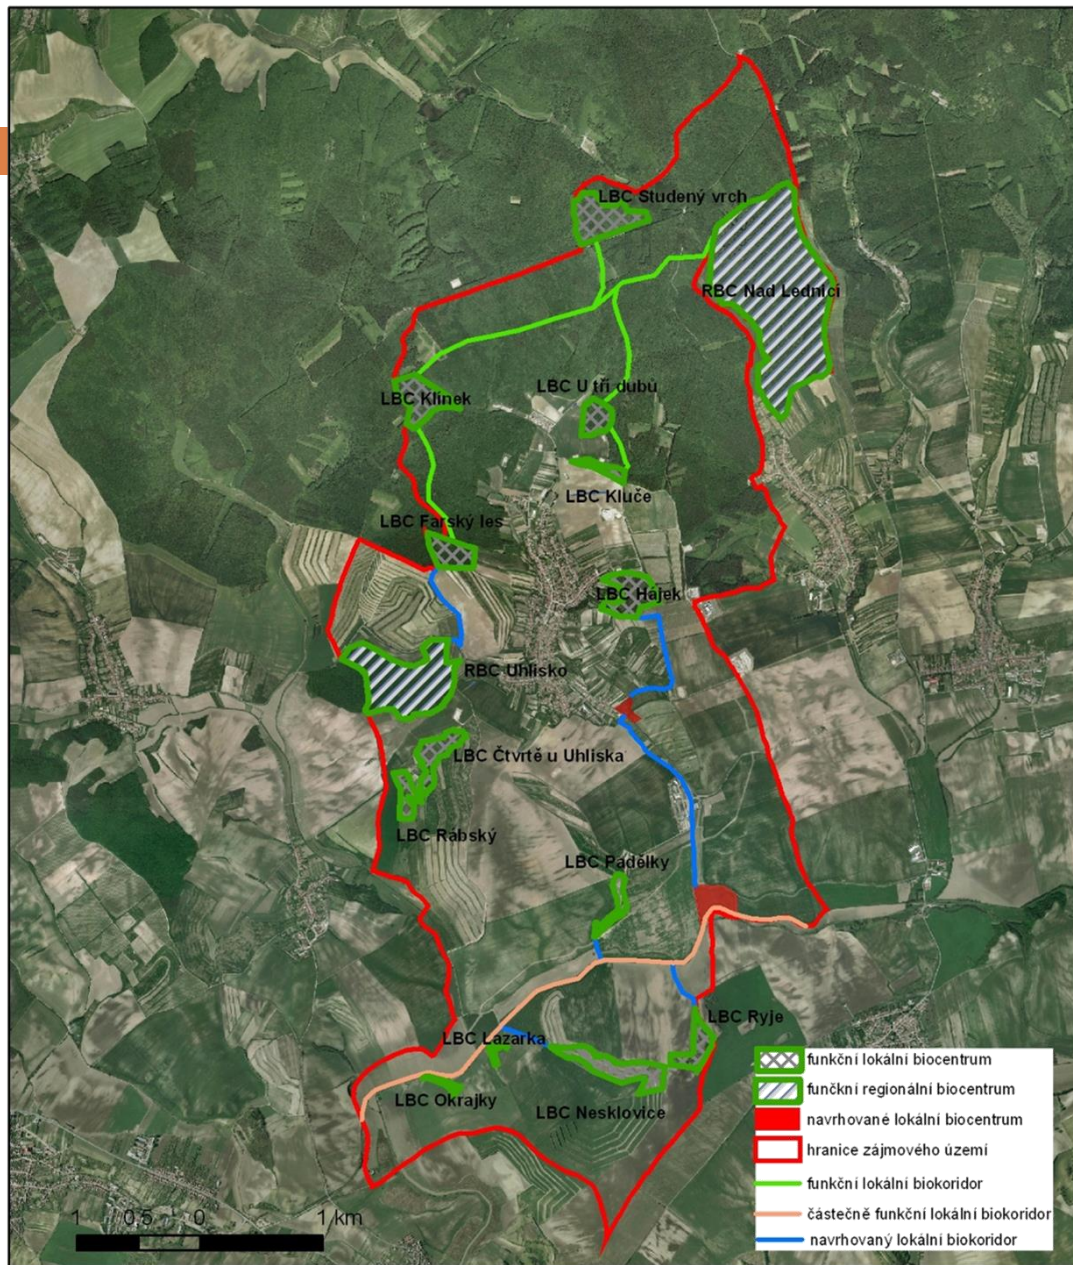 LBC Studený vrch
RBC Nad Lednicí
LBC U tří dubů
LBC Klínek
LBC Kluče
LBC Farský les
LBC Hájek
RBC Uhlisko
LBC Čtvrtě u Uhliska
LBC Rábský
LBC Padělky
LBC Ryje
LBC Lazarka
LBC Okrajky
LBC Nesklovice
funkční lokální biocentrum
funčkní regionální biocentrum
navrhované lokální biocentrum
hranice zájmového území
funkční lokální biokoridor
částečně funkční lokální biokoridor
navrhovaný lokální biokoridor
1 0,5 0 1 km